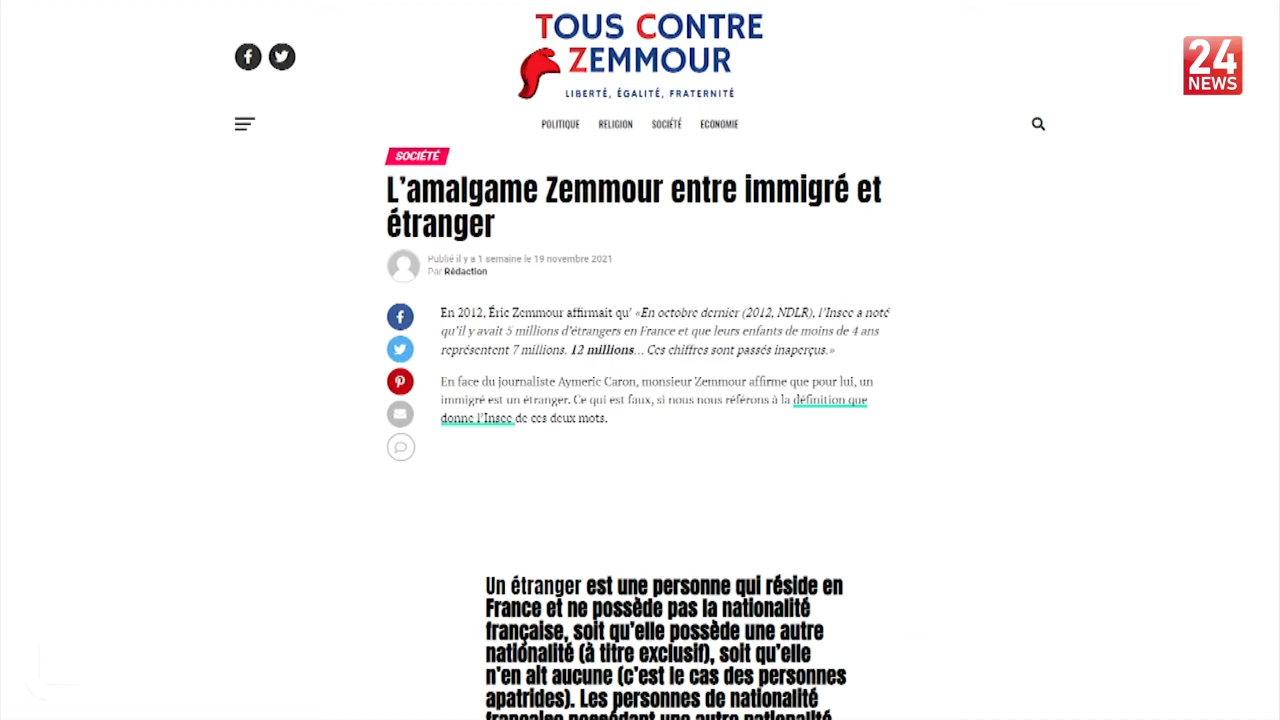 TOUS CONTRE
ZEMMOUR
LIBERTÉ, ÉGALITÉ, FRATERNITÉ
24
NEWS
POLITIQUE RELIGION SOCIÉTÉ ECONOMIE
SOCIÉTÉ
L’amalgame Zemmour entre immigré et
étranger
Publié il y a 1 semaine le 19 novembre 2021
Par Rédaction
En 2012, Éric Zemmour affirmait qu’ «En octobre dernier (2012, NDLR), l’Insee a noté
qu’il y avait 5 millions d’étrangers en France et que leurs enfants de moins de 4 ans
représentent 7 millions. 12 millions… Ces chiffres sont passés inaperçus.»
En face du journaliste Aymeric Caron, monsieur Zemmour affirme que pour lui, un
immigré est un étranger. Ce qui est faux, si nous nous référons à la définition que
donne l’Insee de ces deux mots.
Un étranger est une personne qui réside en
France et ne possède pas la nationalité
française, soit qu’elle possède une autre
nationalité (à titre exclusif), soit qu’elle
n’en ait aucune (c’est le cas des personnes
apatrides). Les personnes de nationalité
française possédant une autre nationalité